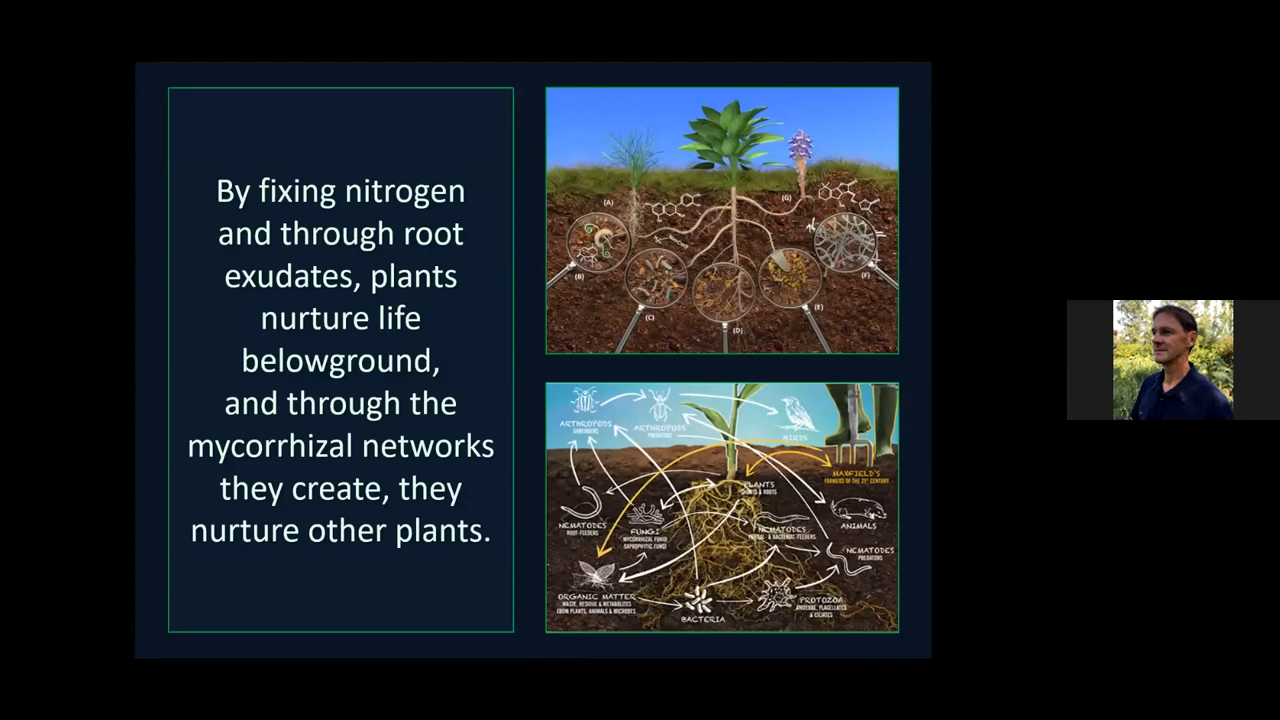 By fixing nitrogen
and through root
exudates, plants
nurture life
belowground,
and through the
mycorrhizal networks
they create, they
nurture other plants.
(A)
(B)
(C)
(D)
(E)
(F)
(G)
ARTHROPODS
SHREDDERS
ARTHROPODS
PREDATORS
BIRDS
MAXFIELD'S
FARMERS OF THE 21ST CENTURY
PLANTS
SHOOTS & ROOTS
ANIMALS
NEMATODES
ROOT-FEEDERS
FUNGI
MYCORRHIZAL FUNGI
SAPROPHYTIC FUNGI
NEMATODES
FUNGAL- & BACTERIAL-FEEDERS
NEMATODES
PREDATORS
ORGANIC MATTER
WASTE, RESIDUE & METABOLITES
FROM PLANTS, ANIMALS & MICROBES
BACTERIA
PROTOZOA
AMOEBAE, FLAGELLATES
& CILIATES